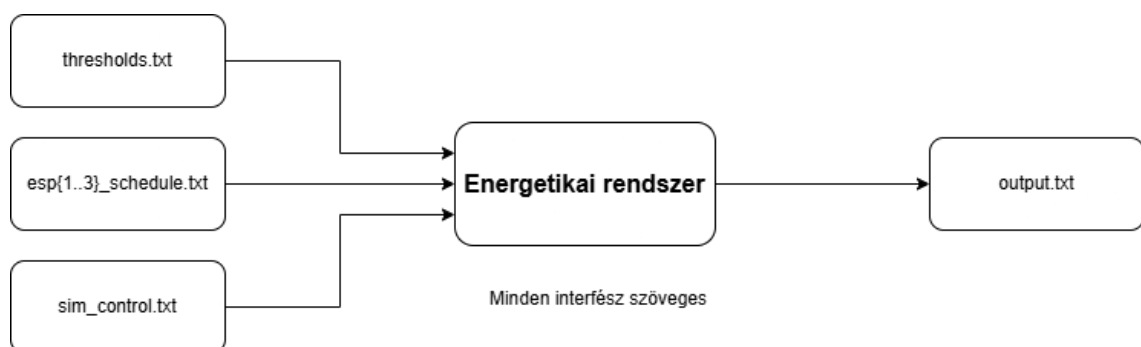 thresholds.txt
esp{1..3}_schedule.txt
sim_control.txt
Energetikai rendszer
Minden interfész szöveges
output.txt